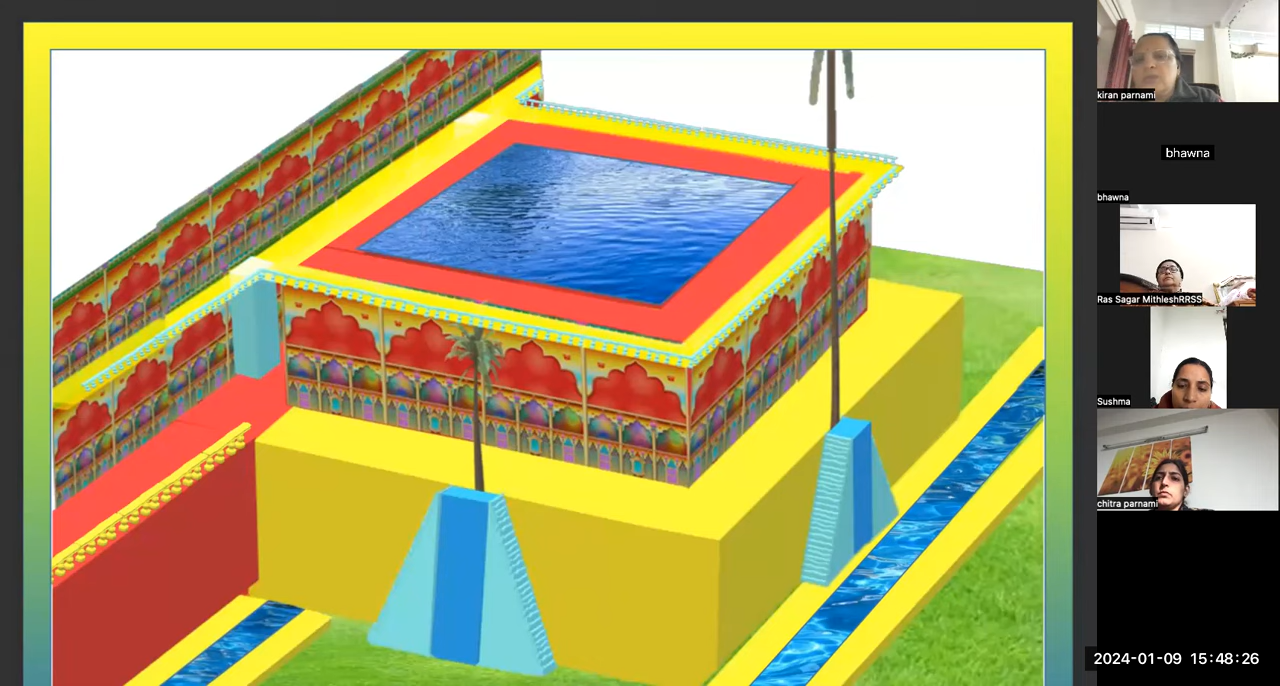 kiran parnami
bhawna
bhawna
Ras Sagar MithleshRRSS
Sushma
chitra parnami
2024-01-09 15:48:26